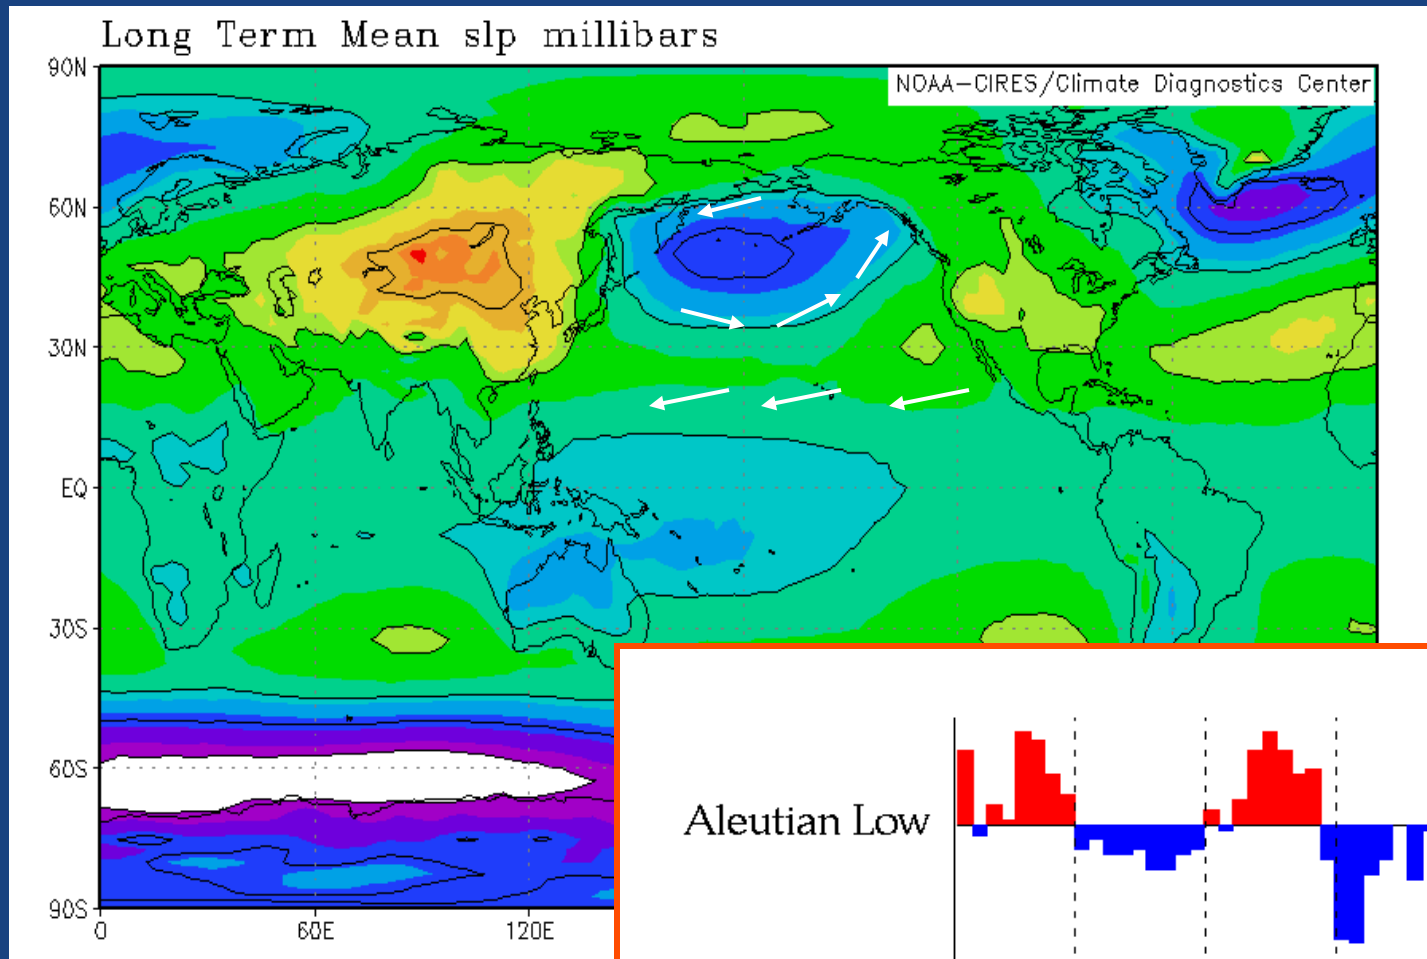 Long Term Mean slp millibars
NOAA-CIRES/Climate Diagnostics Center
90N
60N
30N
EQ
30S
60S
90S
0
60E
120E
Aleutian Low